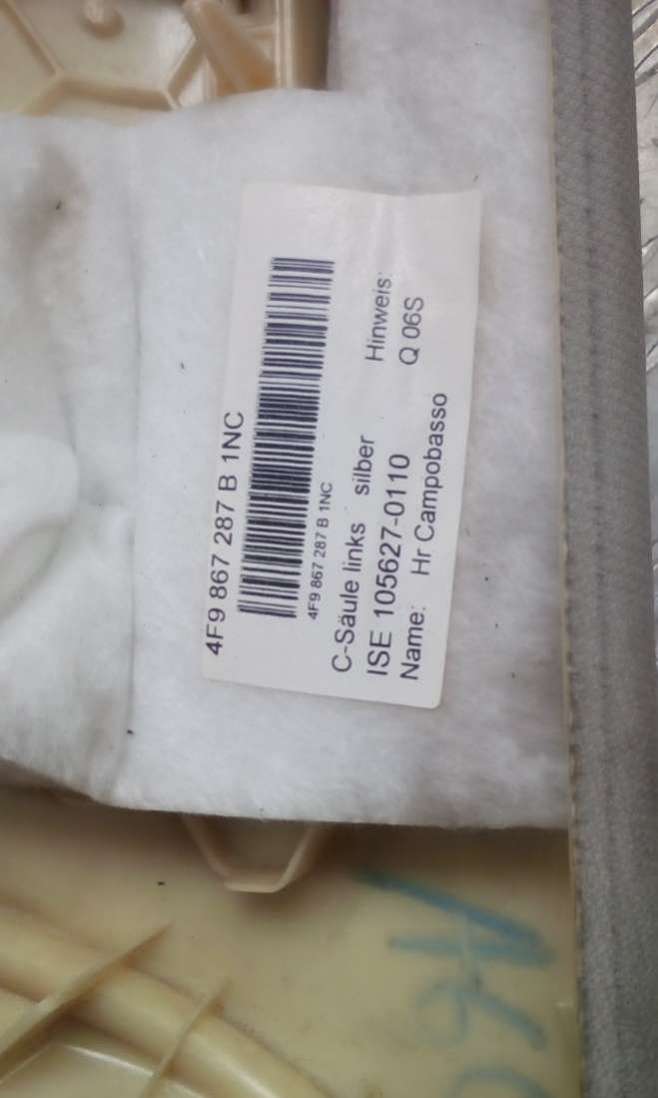 4F9 867 287 B 1NC
4F9 867 287 B 1NC
C-Säule links silber Hinweis:
ISE 105627-0110 Q 06S
Name: Hr Campobasso
A6